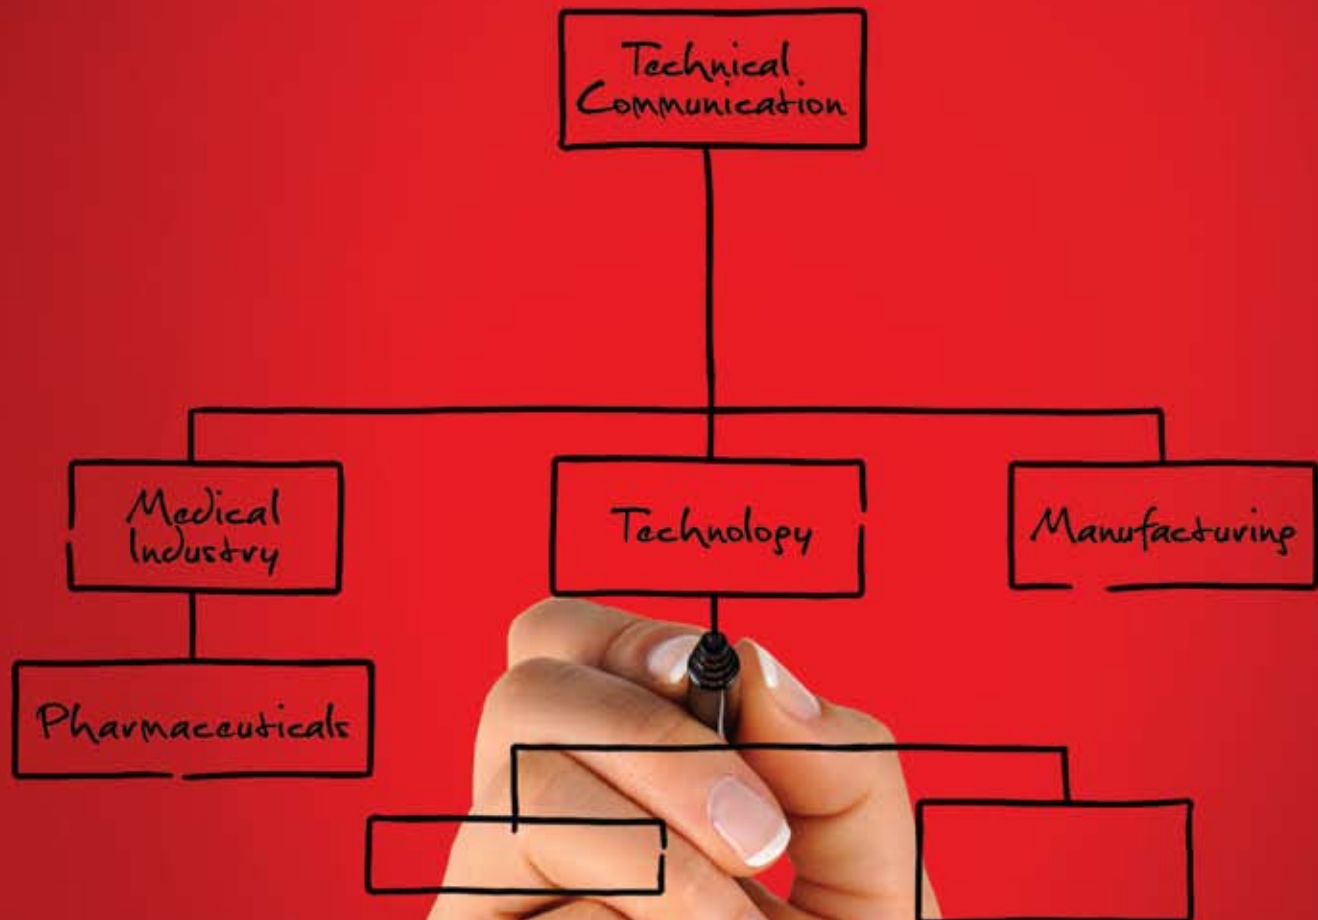 Technical
Communication
Medical
Industry
Technology
Manufacturing
Pharmaceuticals